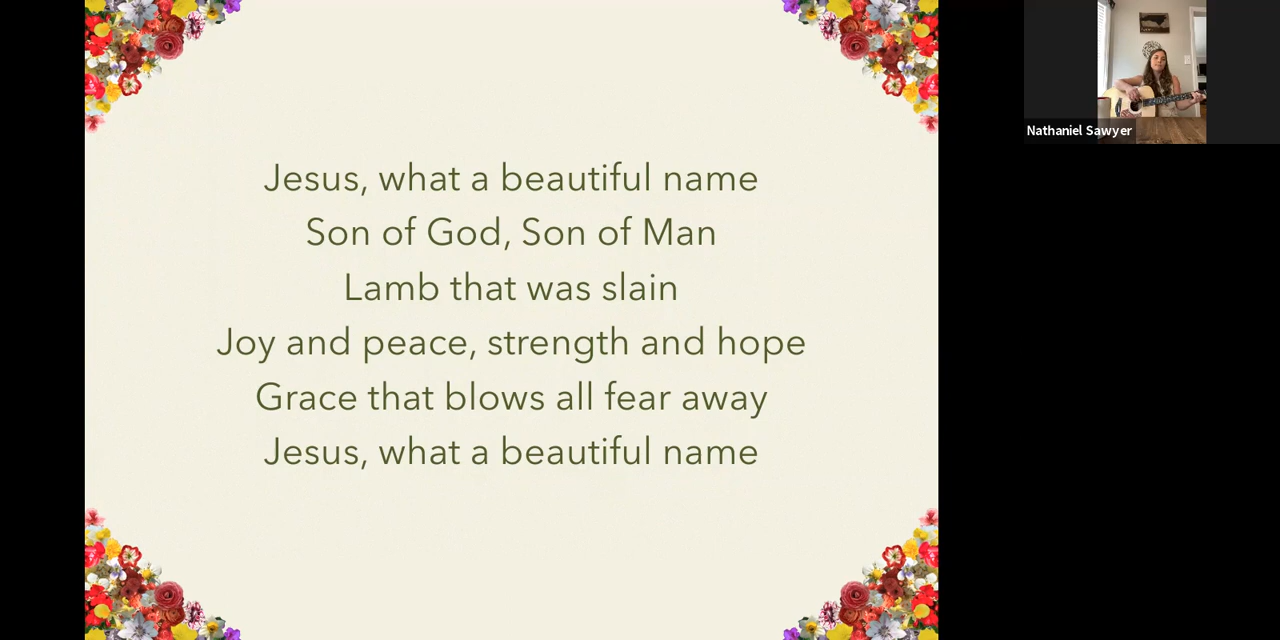 Jesus, what a beautiful name
Son of God, Son of Man
Lamb that was slain
Joy and peace, strength and hope
Grace that blows all fear away
Jesus, what a beautiful name
Nathaniel Sawyer